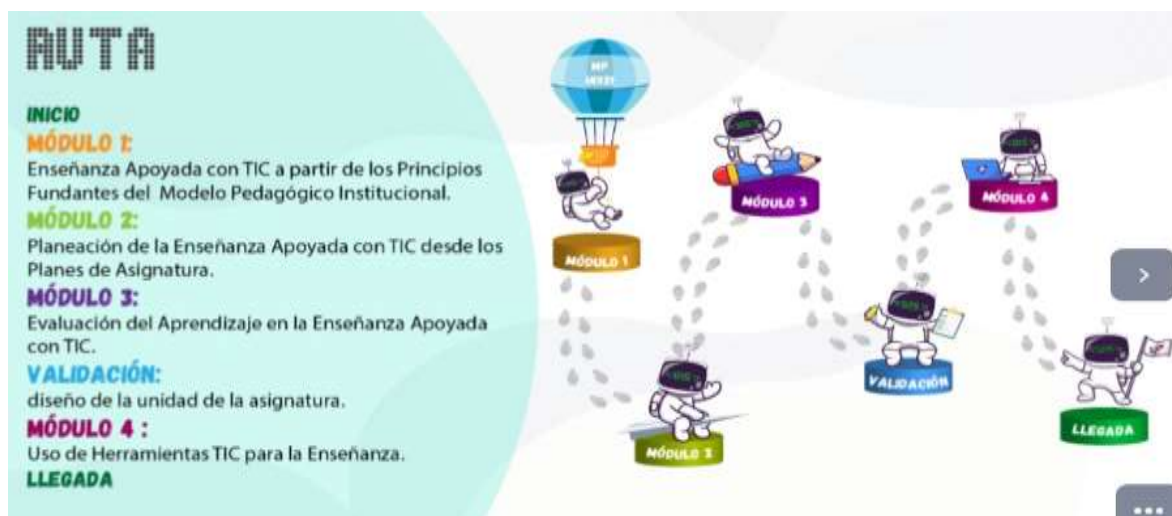 RUTA
INICIO
MÓDULO 1:
Enseñanza Apoyada con TIC a partir de los Principios
Fundantes del Modelo Pedagógico Institucional.
MÓDULO 2:
Planeación de la Enseñanza Apoyada con TIC desde los
Planes de Asignatura.
MÓDULO 3:
Evaluación del Aprendizaje en la Enseñanza Apoyada
con TIC.
VALIDACIÓN:
diseño de la unidad de la asignatura.
MÓDULO 4 :
Uso de Herramientas TIC para la Enseñanza.
LLEGADA
MP
MÓDULO 1
MÓDULO 2
MÓDULO 3
VALIDACIÓN
MÓDULO 4
LLEGADA